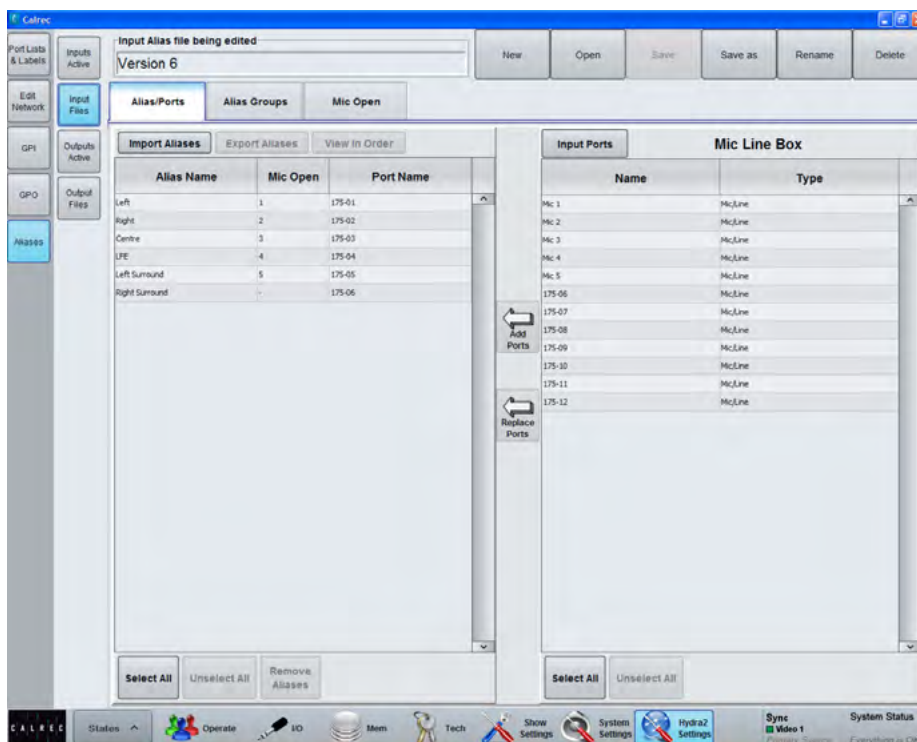 Calrec
Port Lists & Labels
Edit Network
GPI
GPO
Aliases
Inputs Active
Input Files
Outputs Active
Output Files
Input Alias file being edited
Version 6
New Open Save Save as Rename Delete
Alias/Ports Alias Groups Mic Open
Import Aliases Export Aliases View In Order
Alias Name Mic Open Port Name
Left 1 175-01
Right 2 175-02
Centre 3 175-03
LFE 4 175-04
Left Surround 5 175-05
Right Surround - 175-06
Add Ports
Replace Ports
Input Ports Mic Line Box
Name Type
Mic 1 Mic/Line
Mic 2 Mic/Line
Mic 3 Mic/Line
Mic 4 Mic/Line
Mic 5 Mic/Line
175-06 Mic/Line
175-07 Mic/Line
175-08 Mic/Line
175-09 Mic/Line
175-10 Mic/Line
175-11 Mic/Line
175-12 Mic/Line
Select All Unselect All Remove Aliases
Select All Unselect All
CALREC States Operate I/O Mem Tech Show Settings System Settings Hydra2 Settings
Sync
Video 1
System Status